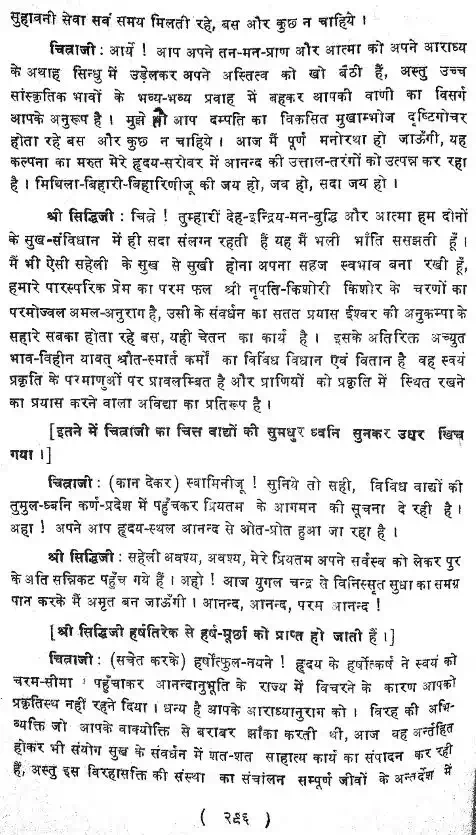 सुहावनी सेवा सर्व समय मिलती रहे, बस और कुछ न चाहिये ।
चित्राजी : आर्ये ! आप अपने तन-मन-प्राण और आत्मा को अपने आराध्य
के अथाह सिन्धु में उड़ेलकर अपने अस्तित्व को खो बैठी हैं, अस्तु उच्च
सांस्कृतिक भावों के भव्य-भव्य प्रवाह में बहकर आपकी वाणी का विसर्ग
आपके अनुरूप है । मुझे तो आप दम्पति का विकसित मुखाम्भोज दृष्टिगोचर
होता रहे बस और कुछ न चाहिये । आज मैं पूर्ण मनोरथा हो जाऊँगी, यह
कल्पना का मरुत मेरे हृदय-सरोवर में आनन्द की उत्ताल-तरंगों को उत्पन्न कर रहा
है । मिथिला-बिहारी-बिहारिणीजू की जय हो, जव हो, सदा जय हो ।
श्री सिद्धिजी : चित्रे ! तुम्हारीं देह-इन्द्रिय-मन-बुद्धि और आत्मा हम दोनों
के सुख-संविधान में ही सदा संलग्न रहती हैं यह मैं भली भाँति ससझती हूँ ।
मैं भी ऐसी सहेली के सुख से सुखी होना अपना सहज स्वभाव बना रखी हूँ,
हमारे पारस्परिक प्रेम का परम फल श्री नृपति-किशोरी किशोर के चरणों का
परमोज्वल अमल-अनुराग है, उसी के संवर्धन का सतत प्रयास ईश्वर की अनुकम्पा के
सहारे सबका होता रहे बस, यही चेतन का कार्य है । इसके अतिरिक्त अच्युत
भाव-विहीन यावत् श्रौत-स्मार्त कर्मों का विविध विधान एवं वितान है वह स्वयं
प्रकृति के परमाणुओं पर प्रावलम्बित है और प्राणियों को प्रकृति में स्थित रखने
का प्रयास करने वाला अविद्या का प्रतिरूप है ।
[इतने में चित्राजी का चित्त वाद्यों की सुमधुर ध्वनि सुनकर उधर खिंच
गया ।]
चित्राजी : (कान देकर) स्वामिनीजू ! सुनिये तो सही, विविध वाद्यों की
तुमुल-ध्वनि कर्ण-प्रदेश में पहुँचकर प्रियतम के आगमन की सूचना दे रही है ।
अहा ! अपने आप हृदय-स्थल आनन्द से ओत-प्रोत हुआ जा रहा है ।
श्री सिद्धिजी : सहेली अवश्य, अवश्य, मेरे प्रियतम अपने सर्वस्व को लेकर पुर
के अति सन्निकट पहुँच गये हैं । अहो ! आज युगल चन्द्र से विनिस्सृत सुधा का समग्र
पान करके मैं अमृत बन जाऊँगी । आनन्द, आनन्द, परम आनन्द !
[श्री सिद्धिजी हर्षातिरेक से हर्ष-मूर्छा को प्राप्त हो जाती हैं ।]
चित्राजी : (सचेत करके) हर्षोत्फुल-नयने ! हृदय के हर्षोत्कर्ष ने स्वयं को
चरम-सीमा पहुँचाकर आनन्दानुभूति के राज्य में विचरने के कारण आपको
प्रकृतिस्थ नहीं रहने दिया । धन्य है आपके आराध्यानुराग को । विरह की अभि-
व्यक्ति जो आपके वाक्योक्ति से बराबर झाँका करती थी, आज वह अन्तर्हित
होकर भी संयोग सुख के संवर्धन में शत-शत साहाय्य कार्य का संपादन कर रही
हैं, अस्तु इस विरहासक्ति की संस्था का संचालन सम्पूर्ण जीवों के अन्तर्देश में
( २९६ )